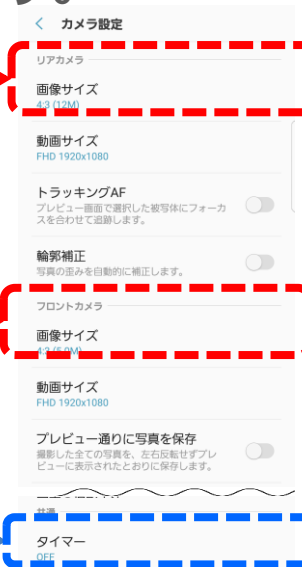 カメラ設定
リアカメラ
画像サイズ
4:3 (12M)
動画サイズ
FHD 1920x1080
トラッキングAF
プレビュー画面で選択した被写体にフォーカ
スを合わせて追跡します。
輪郭補正
写真の歪みを自動的に補正します。
フロントカメラ
画像サイズ
4:3 (5.0M)
動画サイズ
FHD 1920x1080
プレビュー通りに写真を保存
撮影した全ての写真を、左右反転せずプレ
ビューに表示されたとおりに保存します。
共通
タイマー
OFF